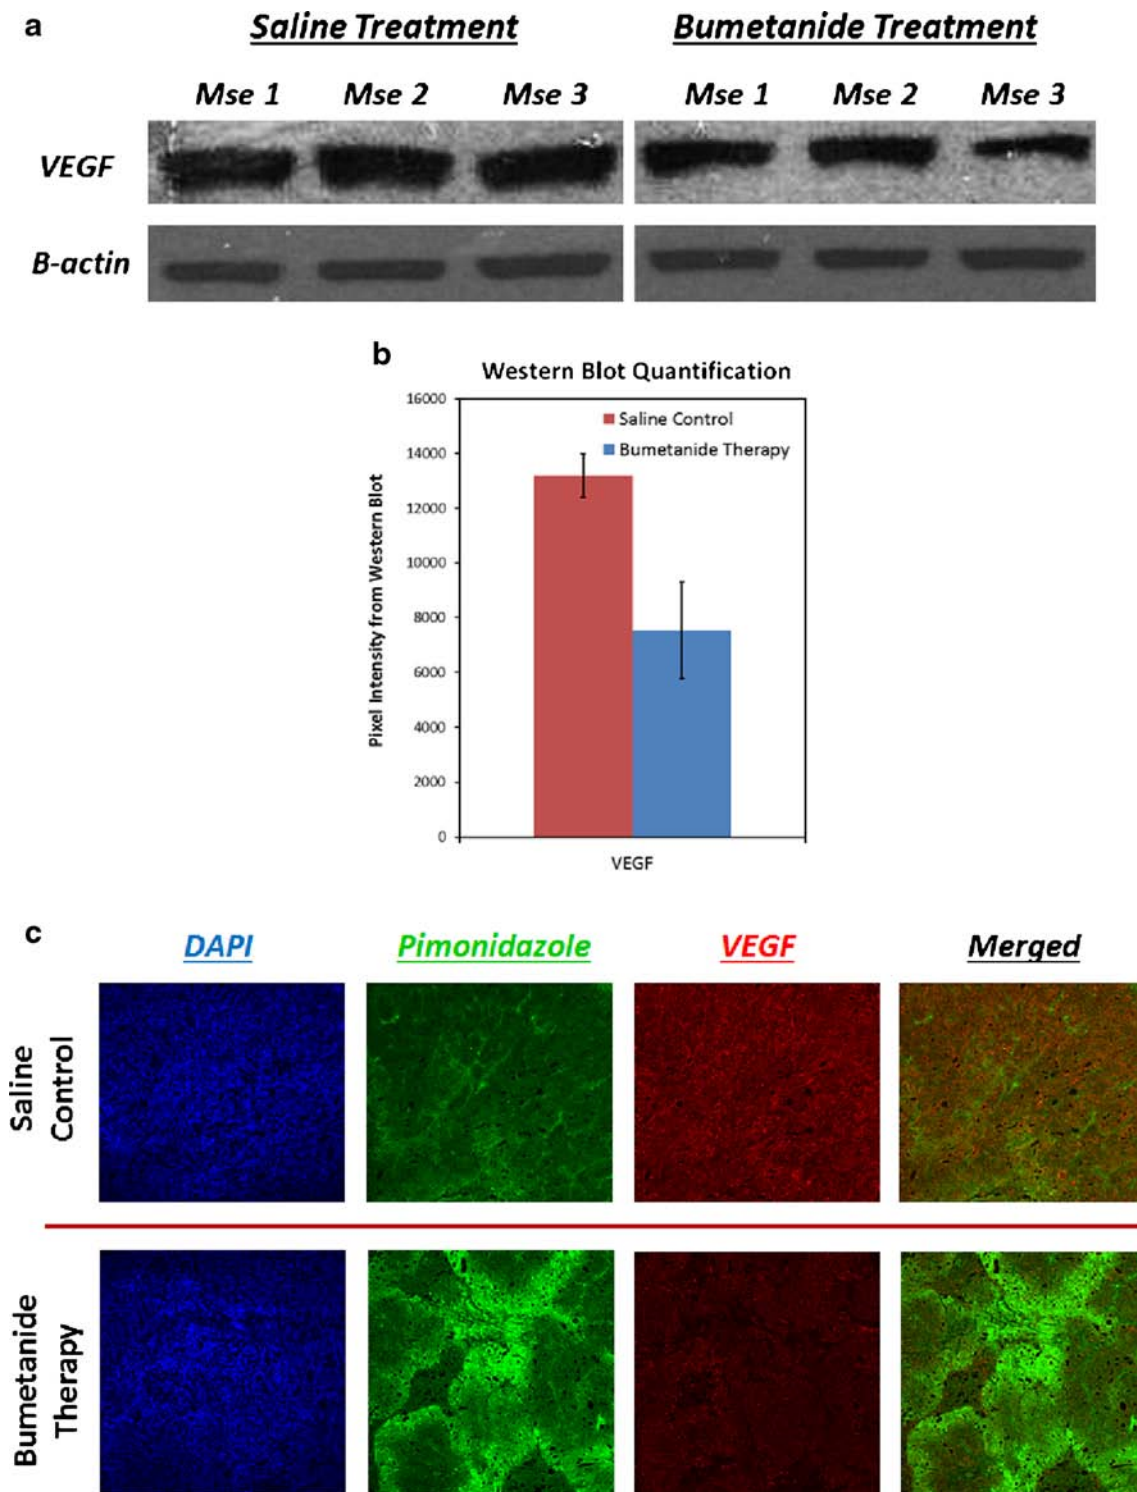 a
Saline Treatment
Bumetanide Treatment
Mse 1 Mse 2 Mse 3 Mse 1 Mse 2 Mse 3
VEGF
B-actin
b
Western Blot Quantification
Saline Control
Bumetanide Therapy
Pixel Intensity from Western Blot
16000
14000
12000
10000
8000
6000
4000
2000
0
VEGF
c
DAPI Pimonidazole VEGF Merged
Saline
Control
Bumetanide
Therapy